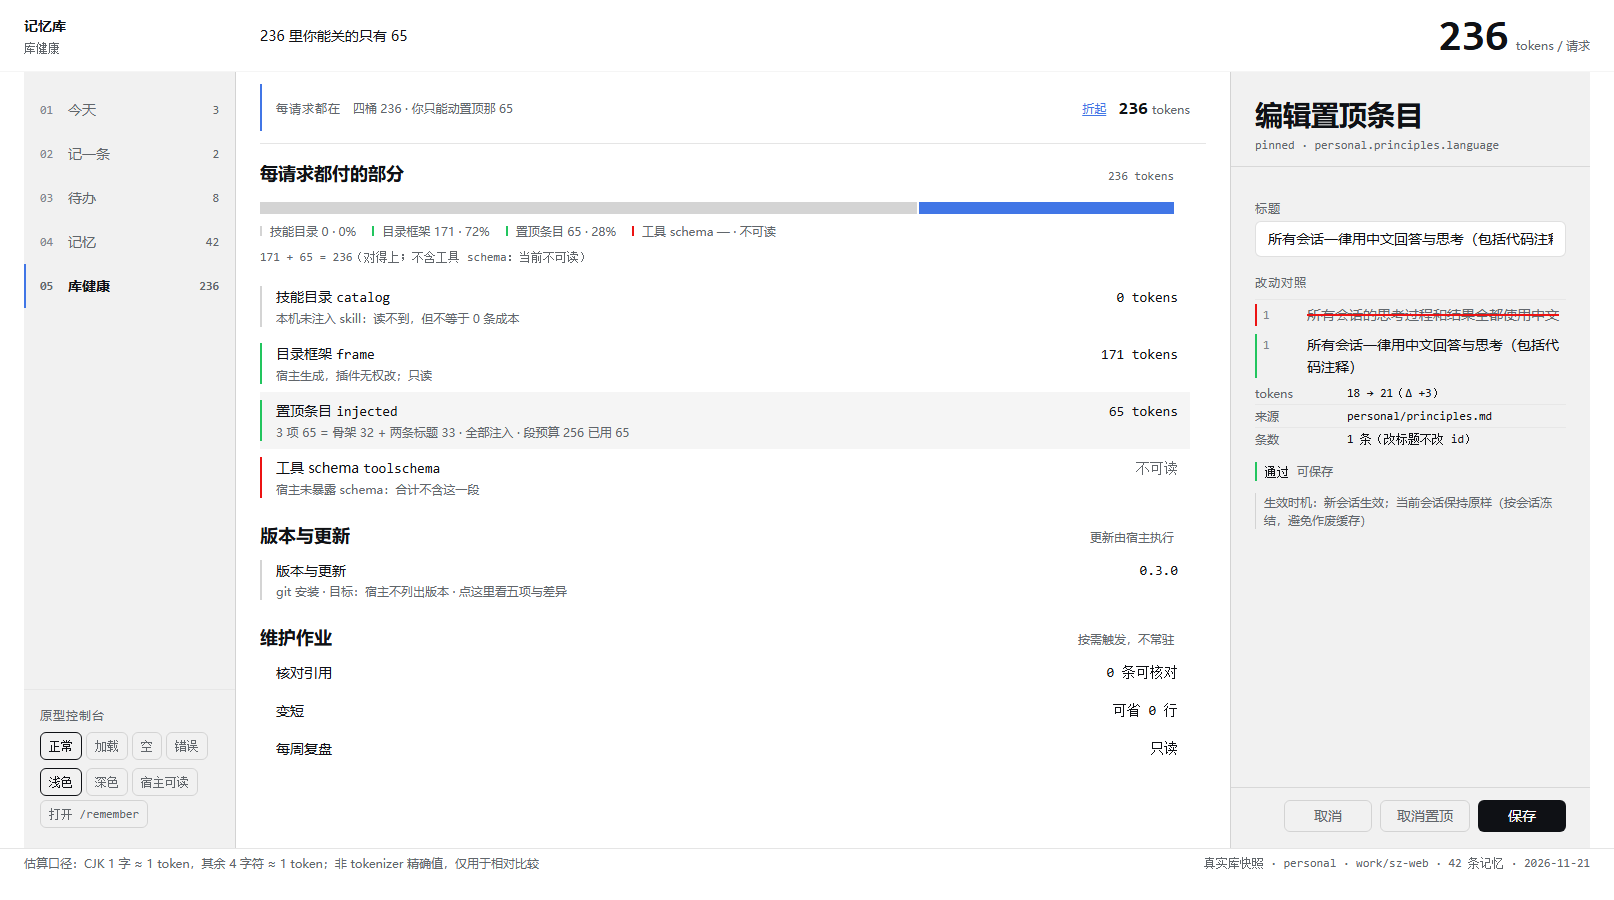 记忆库
库健康
236 里你能关的只有 65
236 tokens / 请求
01 今天 3
02 记一条 2
03 待办 8
04 记忆 42
05 库健康 236
原型控制台
正常 加载 空 错误
浅色 深色 宿主可读
打开 /remember
每请求都在 四桶 236 · 你只能动置顶那 65 折起 236 tokens
每请求都付的部分 236 tokens
技能目录 0 · 0% 目录框架 171 · 72% 置顶条目 65 · 28% 工具 schema — · 不可读
171 + 65 = 236（对得上；不含工具 schema：当前不可读）
技能目录 catalog 0 tokens
本机未注入 skill：读不到，但不等于 0 条成本
目录框架 frame 171 tokens
宿主生成，插件无权改；只读
置顶条目 injected 65 tokens
3 项 65 = 骨架 32 + 两条标题 33 · 全部注入 · 段预算 256 已用 65
工具 schema toolschema 不可读
宿主未暴露 schema：合计不含这一段
版本与更新 更新由宿主执行
版本与更新 0.3.0
git 安装 · 目标：宿主不列出版本 · 点这里看五项与差异
维护作业 按需触发，不常驻
核对引用 0 条可核对
变短 可省 0 行
每周复盘 只读
编辑置顶条目
pinned · personal.principles.language
标题
所有会话一律用中文回答与思考（包括代码注释
改动对照
1 所有会话的思考过程和结果全都使用中文
1 所有会话一律用中文回答与思考（包括代
码注释）
tokens 18 → 21（Δ +3）
来源 personal/principles.md
条数 1 条（改标题不改 id）
通过 可保存
生效时机：新会话生效；当前会话保持原样（按会话冻
结，避免作废缓存）
取消 取消置顶 保存
估算口径：CJK 1 字 ≈ 1 token，其余 4 字符 ≈ 1 token；非 tokenizer 精确值，仅用于相对比较
真实库快照 · personal · work/sz-web · 42 条记忆 · 2026-11-21